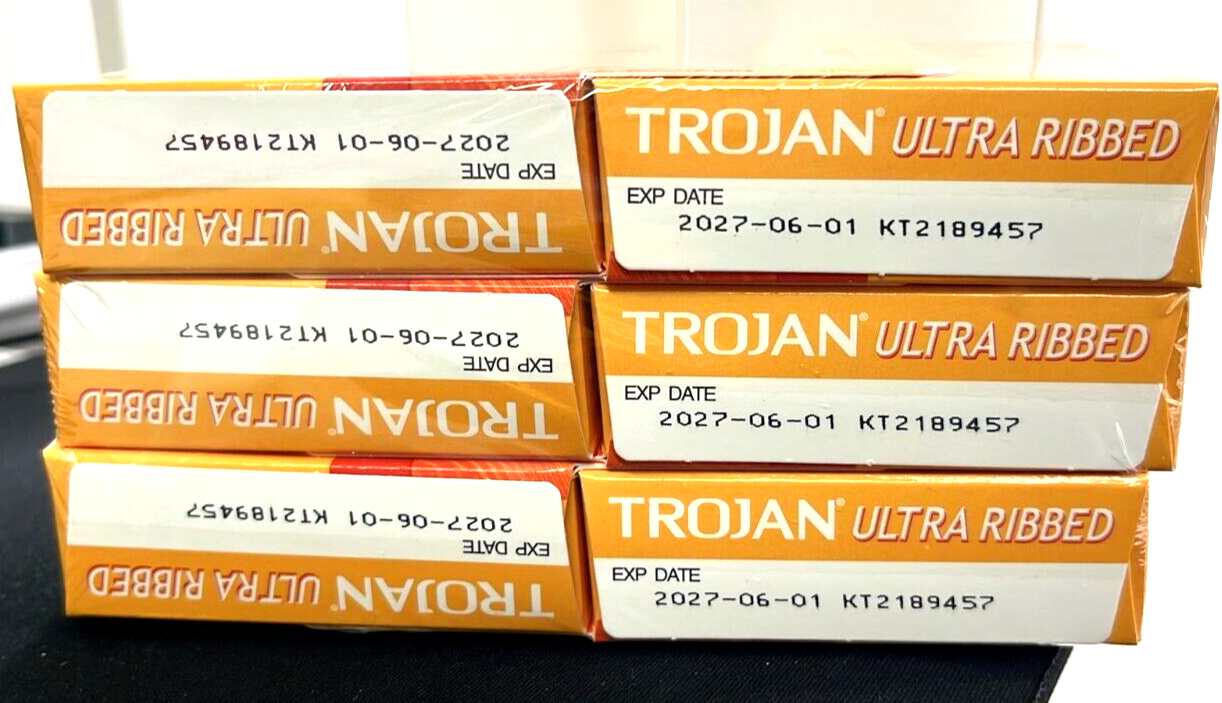 2027-06-01 KT2189457
EXP DATE
TROJAN® ULTRA RIBBED
TROJAN® ULTRA RIBBED
EXP DATE
2027-06-01 KT2189457
2027-06-01 KT2189457
EXP DATE
TROJAN® ULTRA RIBBED
TROJAN® ULTRA RIBBED
EXP DATE
2027-06-01 KT2189457
2027-06-01 KT2189457
EXP DATE
TROJAN® ULTRA RIBBED
TROJAN® ULTRA RIBBED
EXP DATE
2027-06-01 KT2189457